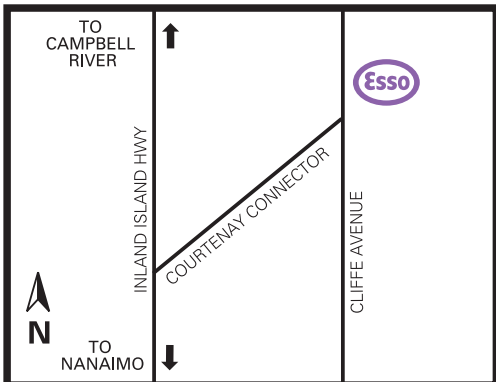 TO
CAMPBELL
RIVER
Esso
INLAND ISLAND HWY
COURTENAY CONNECTOR
CLIFFE AVENUE
N
TO
NANAIMO